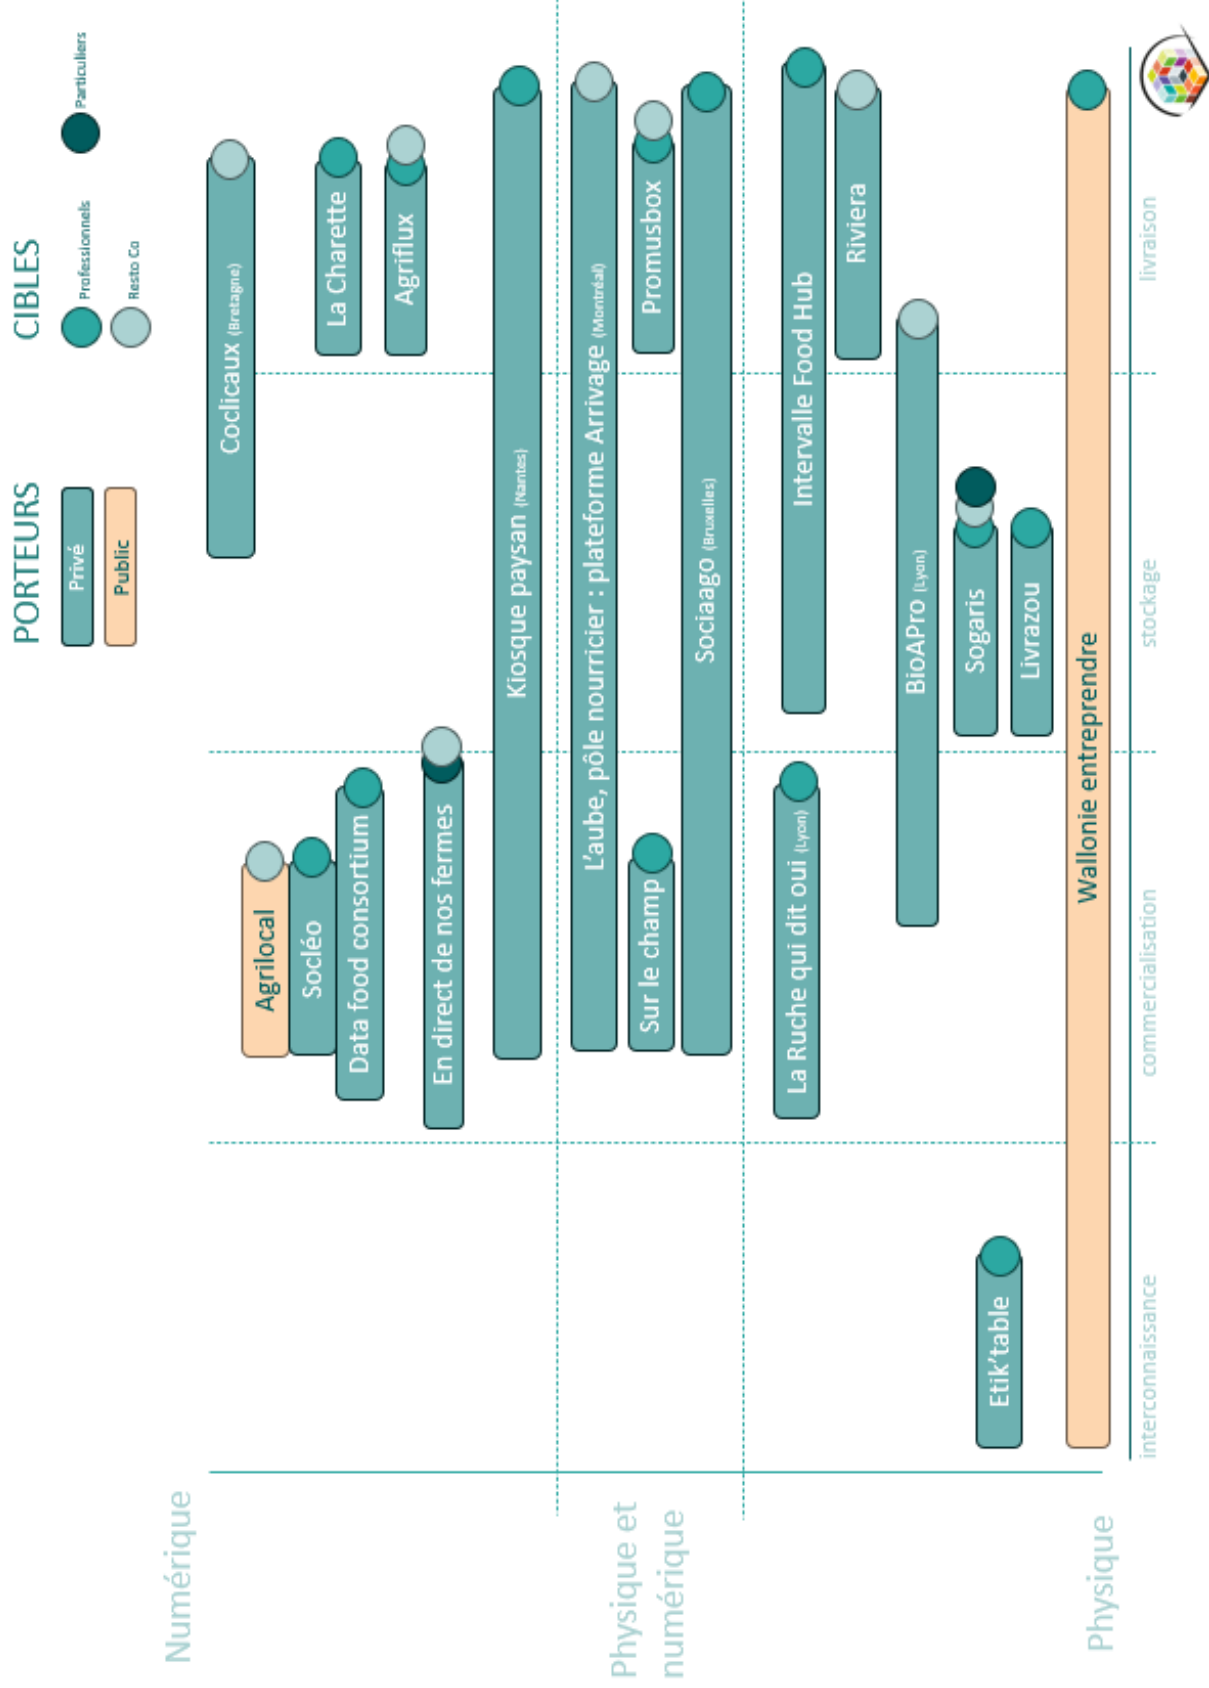 PORTEURS
Privé
Public
CIBLES
Professionnels
Resto Co
Particuliers
Numérique
Coclicaux (Bretagne)
Agrilocal
Socléo
La Charette
Data food consortium
Agriflux
En direct de nos fermes
Kiosque paysan (Nantes)
Physique et
numérique
L'aube, pôle nourricier : plateforme Arrivage (Montréal)
Sur le champ
Promusbox
Sociaago (Bruxelles)
Physique
La Ruche qui dit oui (Lyon)
Intervalle Food Hub
Riviera
BioAPro (Lyon)
Sogaris
Etik'table
Livrazou
Wallonie entreprendre
interconnaissance
commercialisation
stockage
livraison